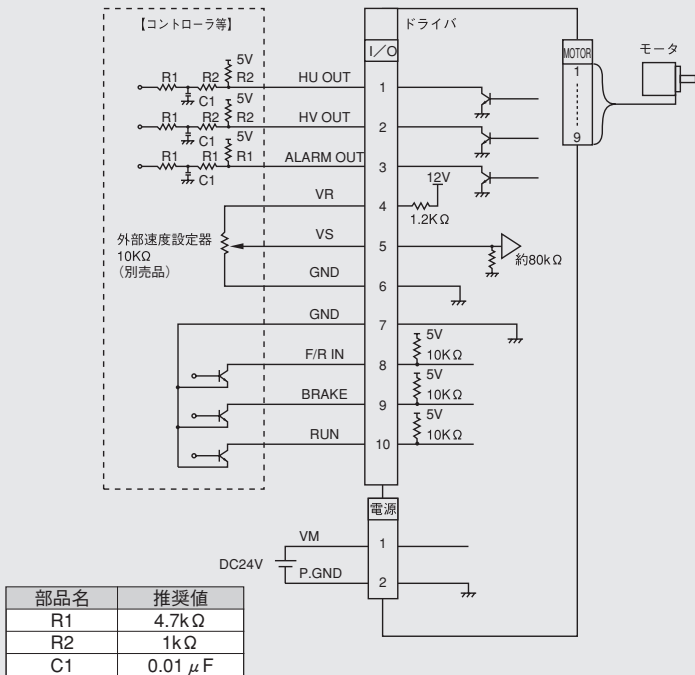 【コントローラ等】
ドライバ
I／O
MOTOR
モータ
5V
R1 R2 R2 HU OUT 1
C1
5V
R1 R2 R2 HV OUT 2
C1
5V
R1 R1 R1 ALARM OUT 3
C1
12V
VR 4
1.2KΩ
外部速度設定器
10KΩ
（別売品）
VS 5
約80kΩ
GND 6
GND 7
5V
F/R IN 8 10KΩ
5V
BRAKE 9 10KΩ
5V
RUN 10 10KΩ
1
9
電源
VM 1
DC24V
P.GND 2
部品名 推奨値
R1 4.7kΩ
R2 1kΩ
C1 0.01μF